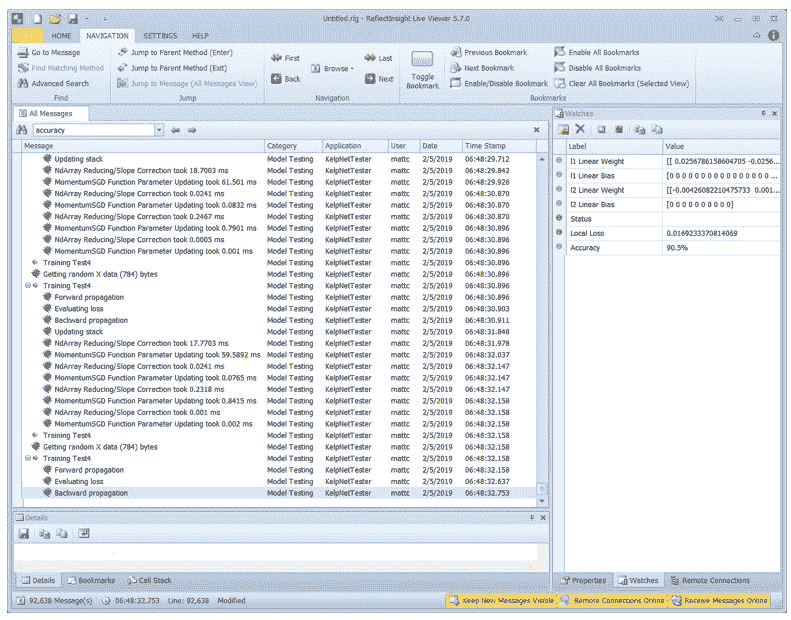 Untitled.rlg - ReflectInsight Live Viewer 5.7.0
HOME NAVIGATION SETTINGS HELP
Go to Message
Find Matching Method
Advanced Search
Find
Jump to Parent Method (Enter)
Jump to Parent Method (Exit)
Jump to Message (All Messages View)
Jump
First
Back
Browse
Last
Next
Navigation
Toggle
Bookmark
Previous Bookmark
Next Bookmark
Enable/Disable Bookmark
Enable All Bookmarks
Disable All Bookmarks
Clear All Bookmarks (Selected View)
Bookmarks
All Messages
accuracy
Message Category Application User Date Time Stamp
Updating stack Model Testing KelpNetTester mattc 2/5/2019 06:48:29.712
NdArray Reducing/Slope Correction took 18.7003 ms Model Testing KelpNetTester mattc 2/5/2019 06:48:29.842
MomentumSGD Function Parameter Updating took 61.501 ms Model Testing KelpNetTester mattc 2/5/2019 06:48:29.926
NdArray Reducing/Slope Correction took 0.0241 ms Model Testing KelpNetTester mattc 2/5/2019 06:48:30.870
MomentumSGD Function Parameter Updating took 0.0832 ms Model Testing KelpNetTester mattc 2/5/2019 06:48:30.870
NdArray Reducing/Slope Correction took 0.2467 ms Model Testing KelpNetTester mattc 2/5/2019 06:48:30.870
MomentumSGD Function Parameter Updating took 0.7901 ms Model Testing KelpNetTester mattc 2/5/2019 06:48:30.896
NdArray Reducing/Slope Correction took 0.0005 ms Model Testing KelpNetTester mattc 2/5/2019 06:48:30.896
MomentumSGD Function Parameter Updating took 0.001 ms Model Testing KelpNetTester mattc 2/5/2019 06:48:30.896
Training Test4 Model Testing KelpNetTester mattc 2/5/2019 06:48:30.896
Getting random X data (784) bytes Model Testing KelpNetTester mattc 2/5/2019 06:48:30.896
Training Test4 Model Testing KelpNetTester mattc 2/5/2019 06:48:30.896
Forward propagation Model Testing KelpNetTester mattc 2/5/2019 06:48:30.896
Evaluating loss Model Testing KelpNetTester mattc 2/5/2019 06:48:30.903
Backward propagation Model Testing KelpNetTester mattc 2/5/2019 06:48:30.911
Updating stack Model Testing KelpNetTester mattc 2/5/2019 06:48:31.848
NdArray Reducing/Slope Correction took 17.7703 ms Model Testing KelpNetTester mattc 2/5/2019 06:48:31.978
MomentumSGD Function Parameter Updating took 59.5892 ms Model Testing KelpNetTester mattc 2/5/2019 06:48:32.037
NdArray Reducing/Slope Correction took 0.0241 ms Model Testing KelpNetTester mattc 2/5/2019 06:48:32.147
MomentumSGD Function Parameter Updating took 0.0765 ms Model Testing KelpNetTester mattc 2/5/2019 06:48:32.147
NdArray Reducing/Slope Correction took 0.2318 ms Model Testing KelpNetTester mattc 2/5/2019 06:48:32.147
MomentumSGD Function Parameter Updating took 0.8415 ms Model Testing KelpNetTester mattc 2/5/2019 06:48:32.158
NdArray Reducing/Slope Correction took 0.001 ms Model Testing KelpNetTester mattc 2/5/2019 06:48:32.158
MomentumSGD Function Parameter Updating took 0.002 ms Model Testing KelpNetTester mattc 2/5/2019 06:48:32.158
Training Test4 Model Testing KelpNetTester mattc 2/5/2019 06:48:32.158
Getting random X data (784) bytes Model Testing KelpNetTester mattc 2/5/2019 06:48:32.158
Training Test4 Model Testing KelpNetTester mattc 2/5/2019 06:48:32.158
Forward propagation Model Testing KelpNetTester mattc 2/5/2019 06:48:32.158
Evaluating loss Model Testing KelpNetTester mattc 2/5/2019 06:48:32.637
Backward propagation Model Testing KelpNetTester mattc 2/5/2019 06:48:32.753
Watches
Label Value
l1 Linear Weight [[ 0.0256786158604705 -0.0256...
l1 Linear Bias [0 0 0 0 0 0 0 0 0 0 0 0 0 0 0 0 ...
l2 Linear Weight [[-0.00426082210475733 0.001...
l2 Linear Bias [0 0 0 0 0 0 0 0 0 0]
Status
Local Loss 0.0169233370814069
Accuracy 90.5%
Details
Details Bookmarks Call Stack
Properties Watches Remote Connections
92,638 Message(s) 06:48:32.753 Line: 92,638 Modified
Keep New Messages Visible Remote Connections Online Receive Messages Online